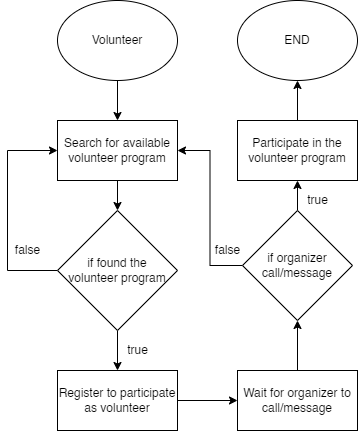 Volunteer
END
Search for available
volunteer program
Participate in the
volunteer program
true
false
false
if found the
volunteer program
if organizer
call/message
true
Register to participate
as volunteer
Wait for organizer to
call/message